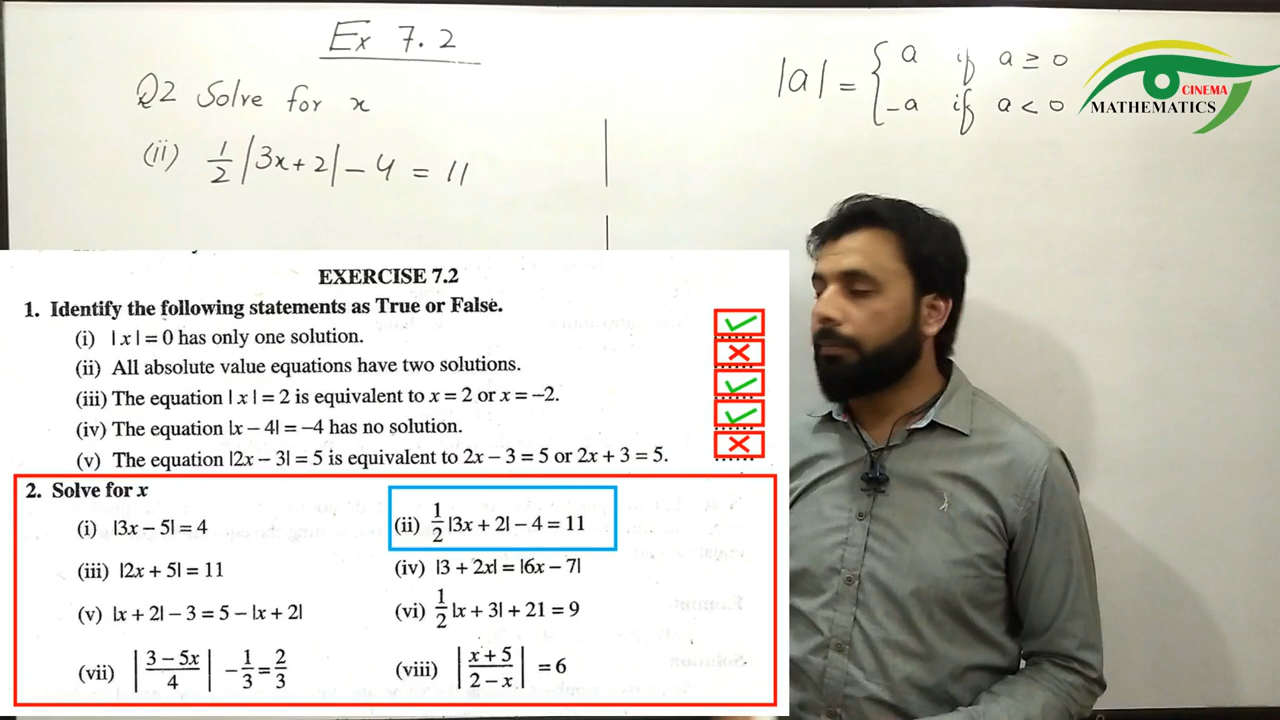 Ex 7.2
Q2 Solve for x
(ii) 1/2 |3x + 2| − 4 = 11
|a| = { a if a ≥ 0
−a if a < 0
CINEMA
MATHEMATICS
EXERCISE 7.2
1. Identify the following statements as True or False.
(i) | x | = 0 has only one solution.
(ii) All absolute value equations have two solutions.
(iii) The equation | x | = 2 is equivalent to x = 2 or x = −2.
(iv) The equation |x − 4| = −4 has no solution.
(v) The equation |2x − 3| = 5 is equivalent to 2x − 3 = 5 or 2x + 3 = 5.
2. Solve for x
(i) |3x − 5| = 4
(ii) 1/2 |3x + 2| − 4 = 11
(iii) |2x + 5| = 11
(iv) |3 + 2x| = |6x − 7|
(v) |x + 2| − 3 = 5 − |x + 2|
(vi) 1/2 |x + 3| + 21 = 9
(vii) |(3 − 5x)/4| − 1/3 = 2/3
(viii) |(x + 5)/(2 − x)| = 6